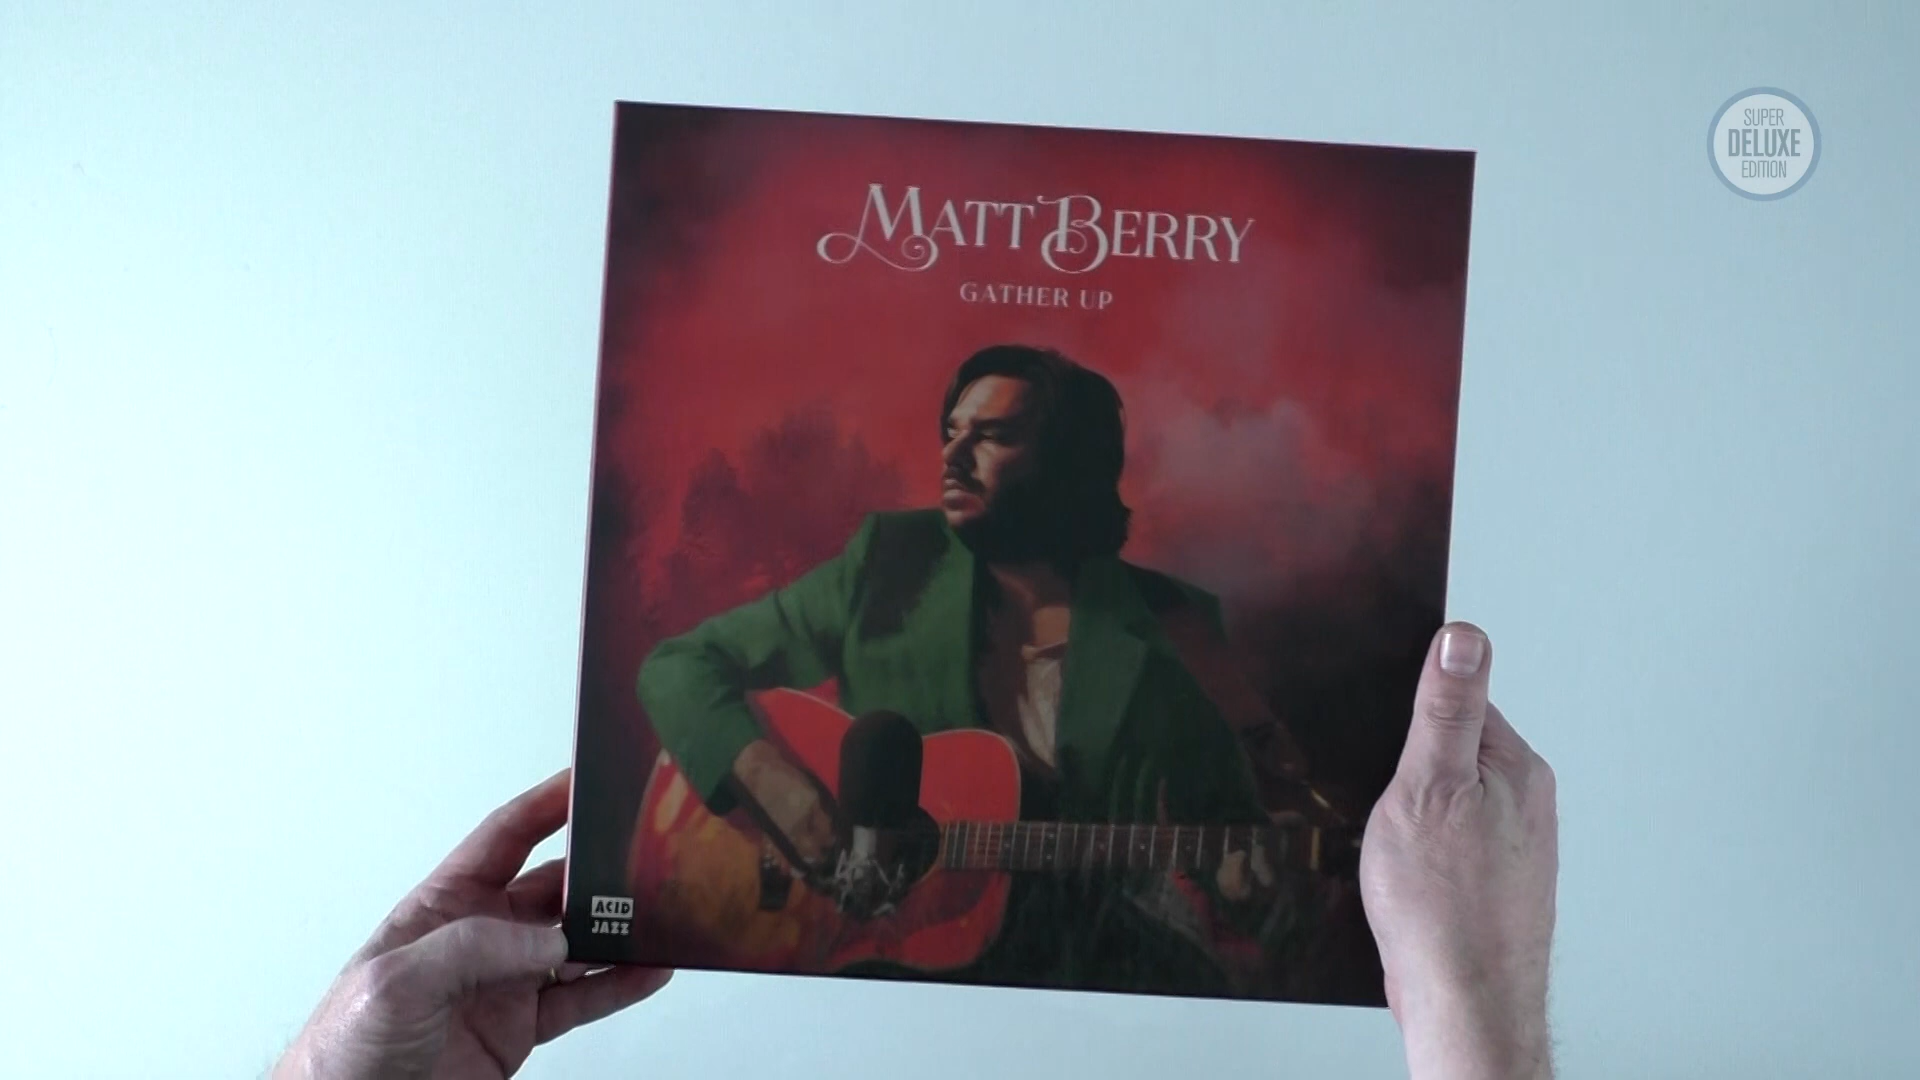 SUPER
DELUXE
EDITION
MATT BERRY
GATHER UP
ACID
JAZZ